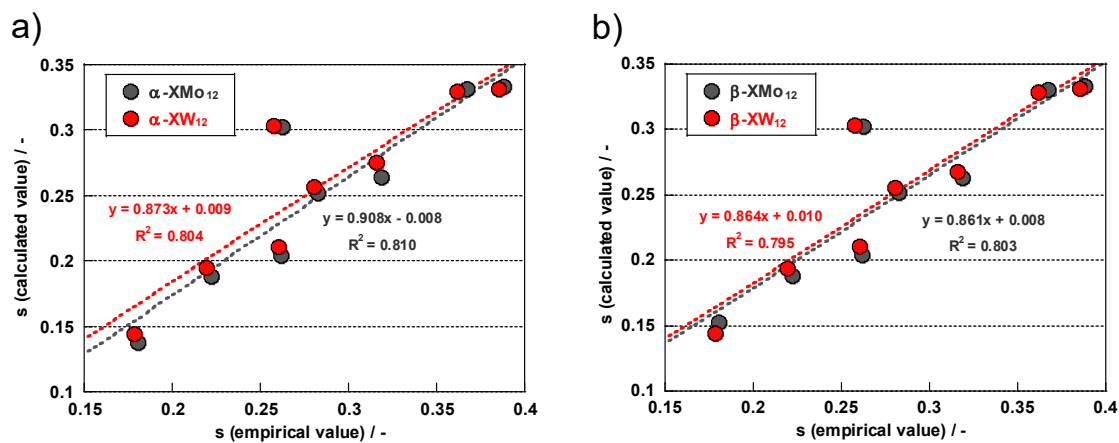 a)
s (calculated value) / -
0.35
0.3
0.25
0.2
0.15
0.1
α-XMo₁₂
α-XW₁₂
y = 0.873x + 0.009
R² = 0.804
y = 0.908x - 0.008
R² = 0.810
0.15 0.2 0.25 0.3 0.35 0.4
s (empirical value) / -
b)
s (calculated value) / -
0.35
0.3
0.25
0.2
0.15
0.1
β-XMo₁₂
β-XW₁₂
y = 0.864x + 0.010
R² = 0.795
y = 0.861x + 0.008
R² = 0.803
0.15 0.2 0.25 0.3 0.35 0.4
s (empirical value) / -